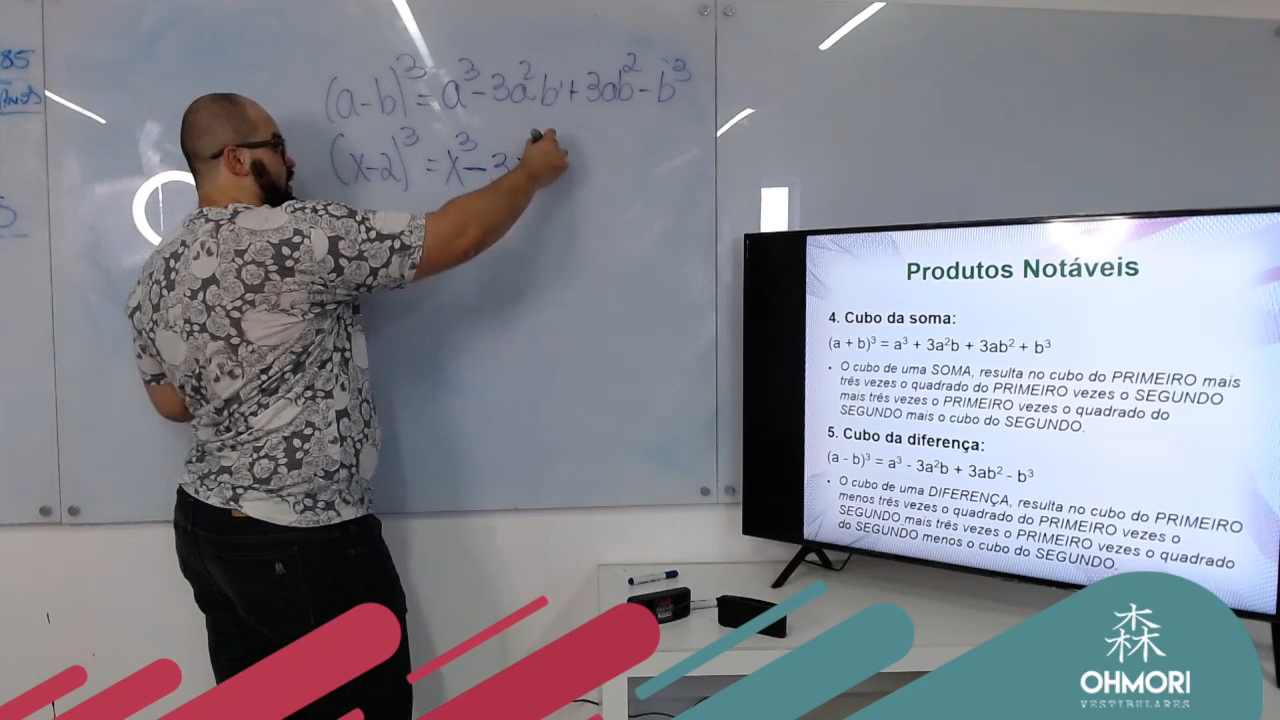 85
(a-b)³ = a³ - 3a²b + 3ab² - b³
(x-2)³ = x³ - 3
5
Produtos Notáveis
4. Cubo da soma:
(a + b)³ = a³ + 3a²b + 3ab² + b³
• O cubo de uma SOMA, resulta no cubo do PRIMEIRO mais
três vezes o quadrado do PRIMEIRO vezes o SEGUNDO
mais três vezes o PRIMEIRO vezes o quadrado do
SEGUNDO mais o cubo do SEGUNDO.
5. Cubo da diferença:
(a - b)³ = a³ - 3a²b + 3ab² - b³
• O cubo de uma DIFERENÇA, resulta no cubo do PRIMEIRO
menos três vezes o quadrado do PRIMEIRO vezes o
SEGUNDO mais três vezes o PRIMEIRO vezes o quadrado
do SEGUNDO menos o cubo do SEGUNDO.
森
OHMORI
VESTIBULARES